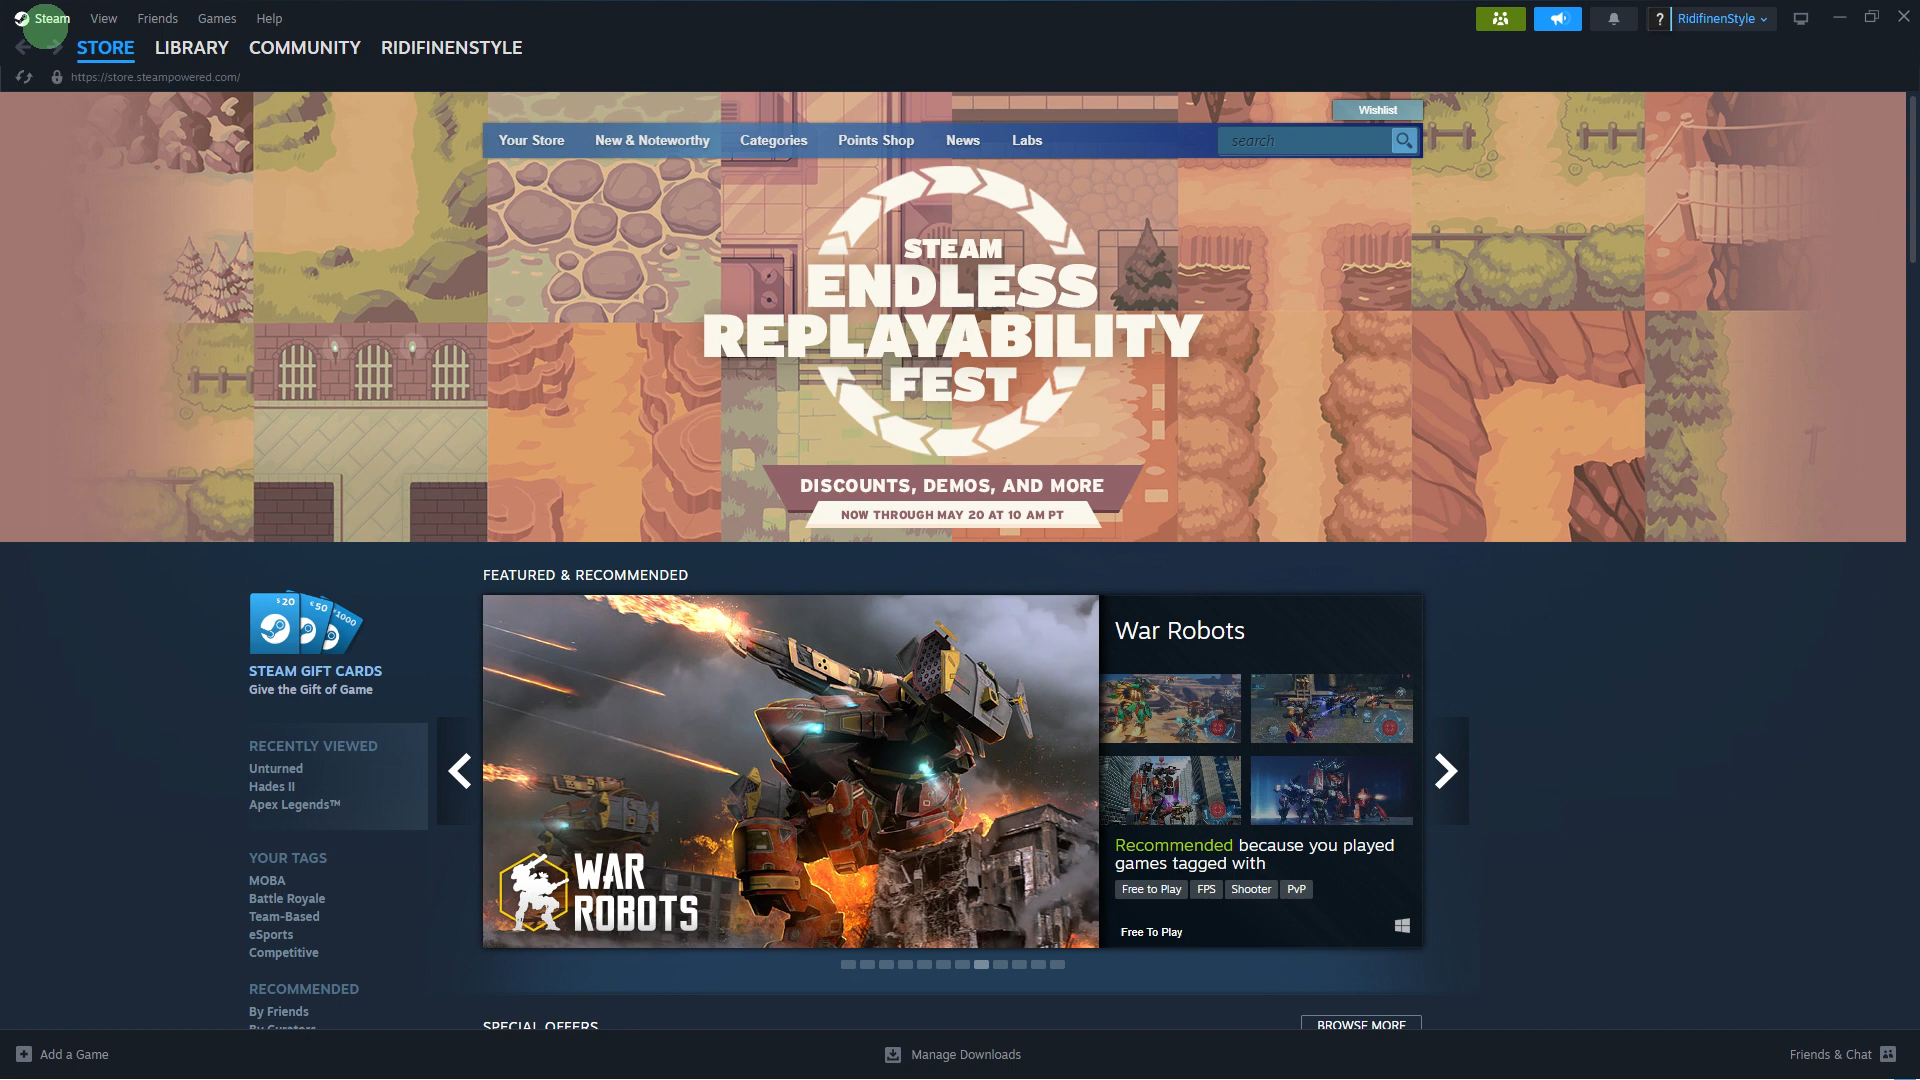 Steam View Friends Games Help
RidifinenStyle
STORE LIBRARY COMMUNITY RIDIFINENSTYLE
https://store.steampowered.com/
Wishlist
Your Store New & Noteworthy Categories Points Shop News Labs
search
STEAM
ENDLESS
REPLAYABILITY
FEST
DISCOUNTS, DEMOS, AND MORE
NOW THROUGH MAY 20 AT 10 AM PT
FEATURED & RECOMMENDED
$20 €50 ¥1000
STEAM GIFT CARDS
Give the Gift of Game
RECENTLY VIEWED
Unturned
Hades II
Apex Legends™
YOUR TAGS
MOBA
Battle Royale
Team-Based
eSports
Competitive
RECOMMENDED
By Friends
By Curators
WAR
ROBOTS
War Robots
Recommended because you played
games tagged with
Free to Play FPS Shooter PvP
Free To Play
SPECIAL OFFERS
BROWSE MORE
Add a Game
Manage Downloads
Friends & Chat